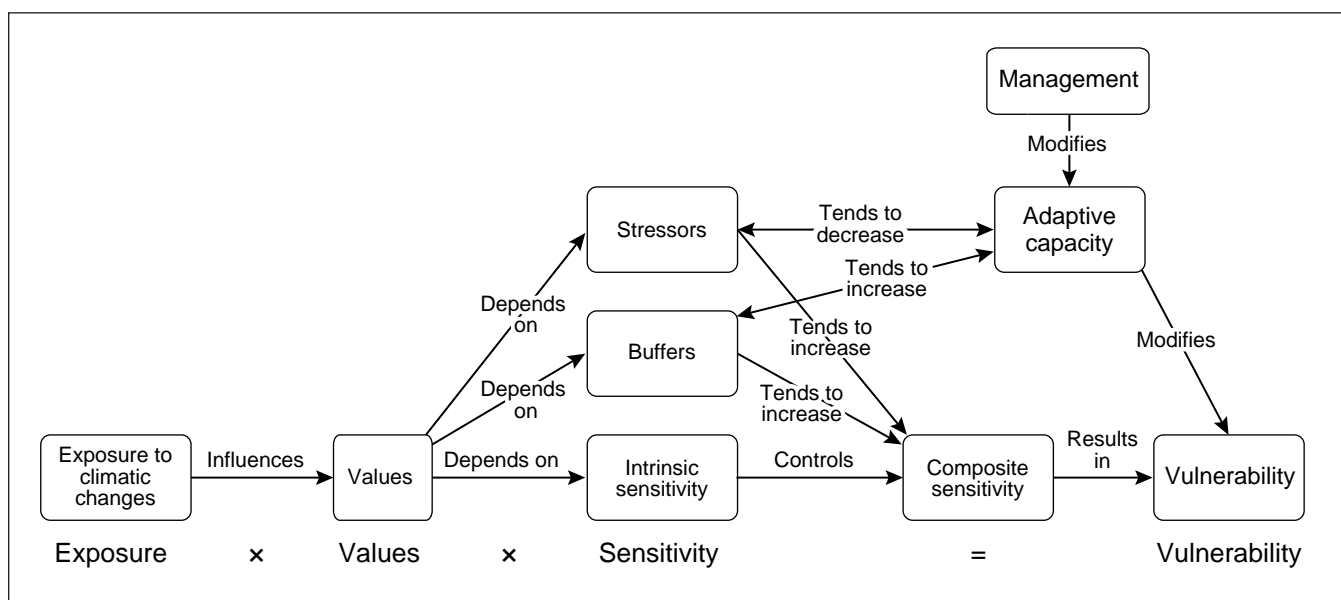 Management
Modifies
Stressors
Tends to
decrease
Adaptive
capacity
Tends to
increase
Depends
on
Buffers
Tends to
increase
Modifies
Depends
on
Tends to
increase
Exposure to
climatic
changes
Influences
Values
Depends on
Intrinsic
sensitivity
Controls
Composite
sensitivity
Results
in
Vulnerability
Exposure × Values × Sensitivity = Vulnerability